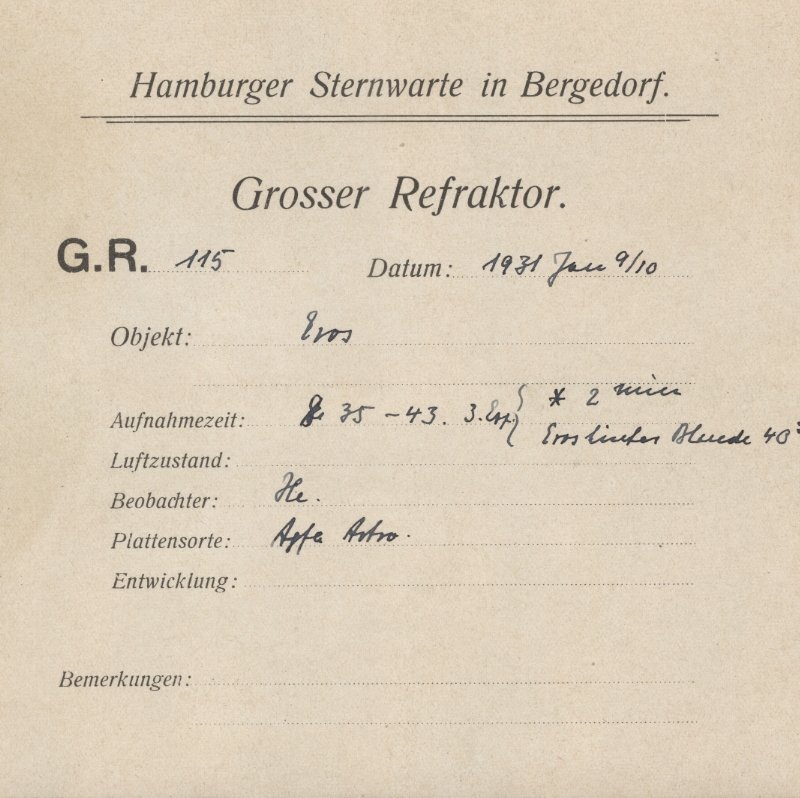 Hamburger Sternwarte in Bergedorf.
Grosser Refraktor.
G.R. 115 Datum: 1931 Jan 9/10
Objekt: Eros
* 2 min
Aufnahmezeit: 35 - 43. 3. Exp. { Eros hinter Blende 40
Luftzustand:
Beobachter: He.
Plattensorte: Agfa Astro.
Entwicklung:
Bemerkungen: